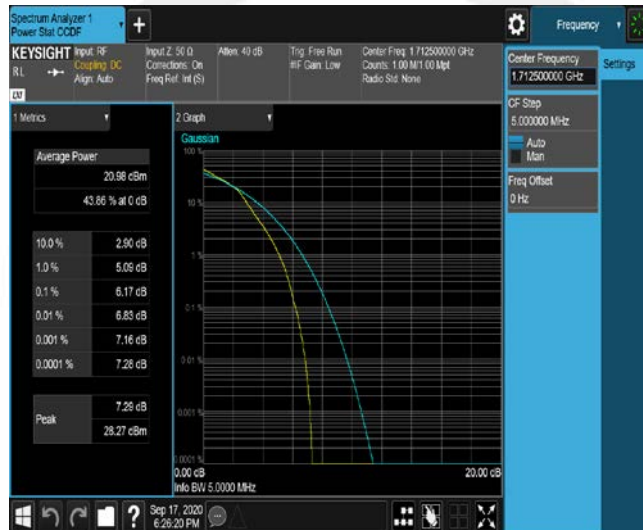 Spectrum Analyzer 1
Power Stat CCDF
+
Frequency
KEYSIGHT
RL
Input: RF
Coupling: DC
Align: Auto
Input Z: 50 Ω
Corrections: On
Freq Ref: Int (S)
Atten: 40 dB
Trig: Free Run
#IF Gain: Low
Center Freq: 1.712500000 GHz
Counts: 1.00 M/1.00 Mpt
Radio Std: None
Center Frequency
1.712500000 GHz
Settings
CF Step
5.000000 MHz
Auto
Man
Freq Offset
0 Hz
1 Metrics
Average Power
20.98 dBm
43.86 % at 0 dB
10.0 % 2.90 dB
1.0 % 5.09 dB
0.1 % 6.17 dB
0.01 % 6.83 dB
0.001 % 7.16 dB
0.0001 % 7.28 dB
Peak
7.29 dB
28.27 dBm
2 Graph
Gaussian
100 %
10 %
1 %
0.1 %
0.01 %
0.001 %
0.0001 %
0.00 dB
20.00 dB
Info BW 5.0000 MHz
?
Sep 17, 2020
6:26:20 PM